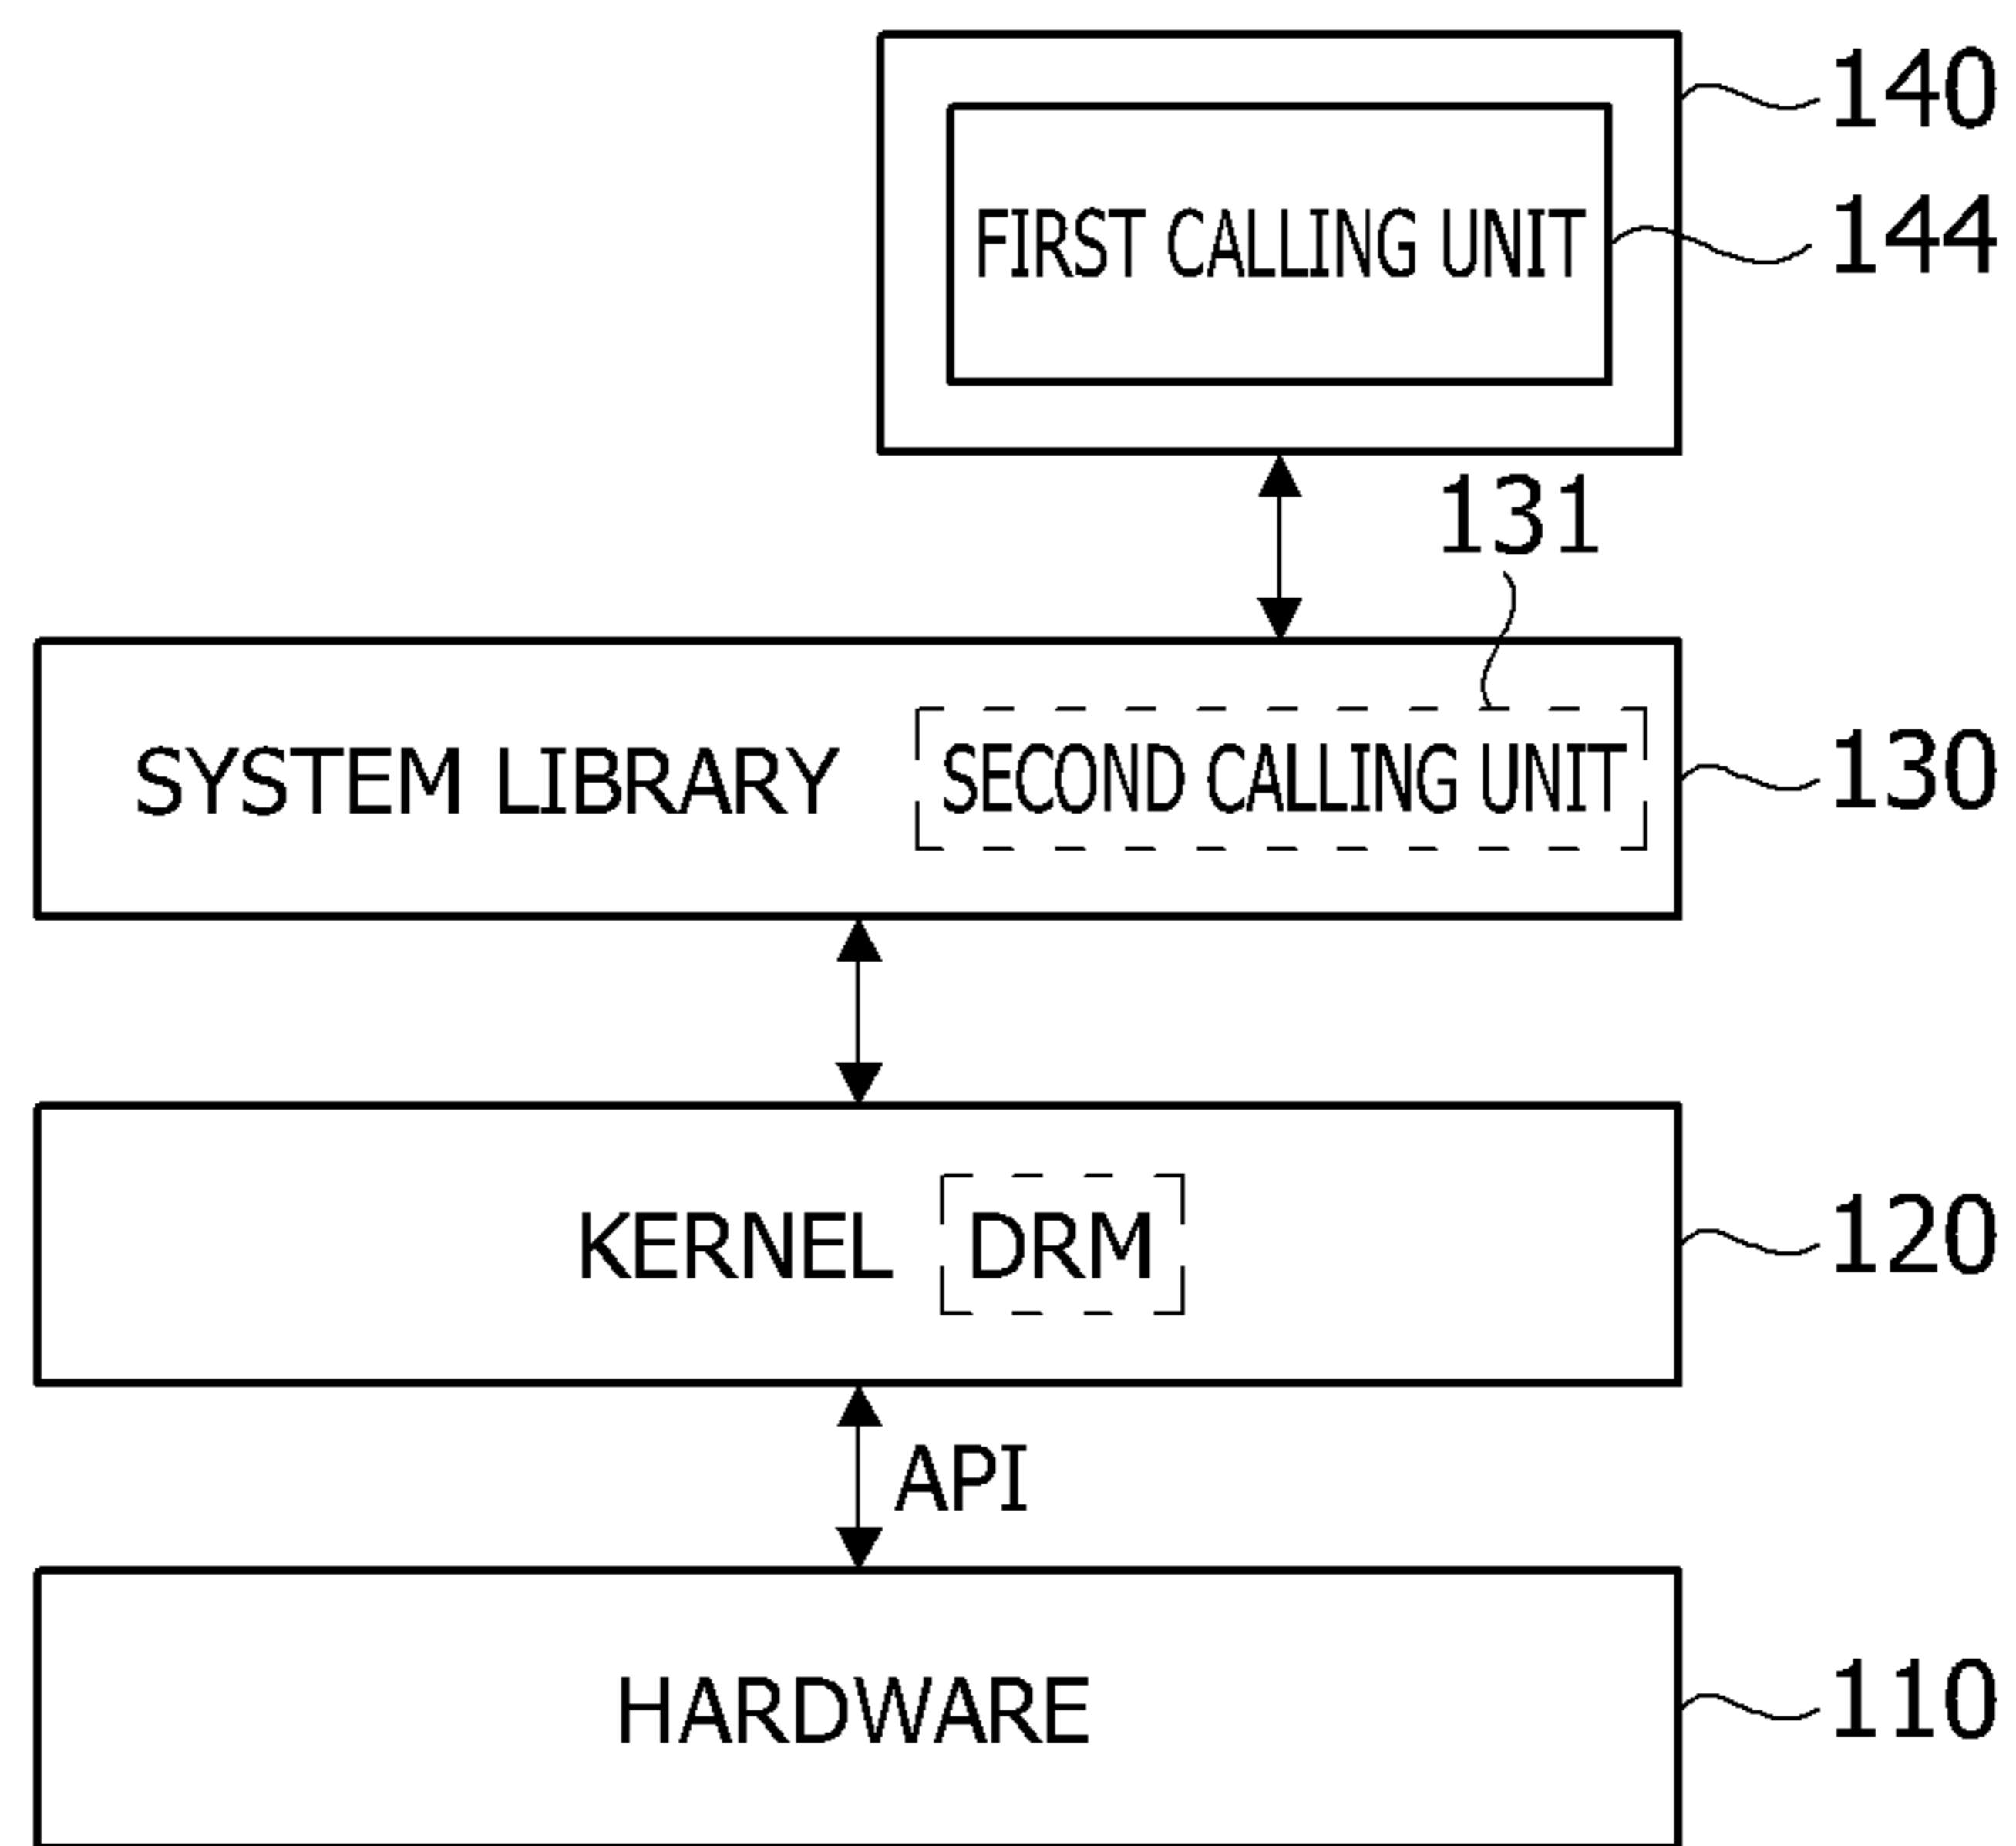 140
FIRST CALLING UNIT
144
131
SYSTEM LIBRARY SECOND CALLING UNIT
130
KERNEL DRM
120
API
HARDWARE
110